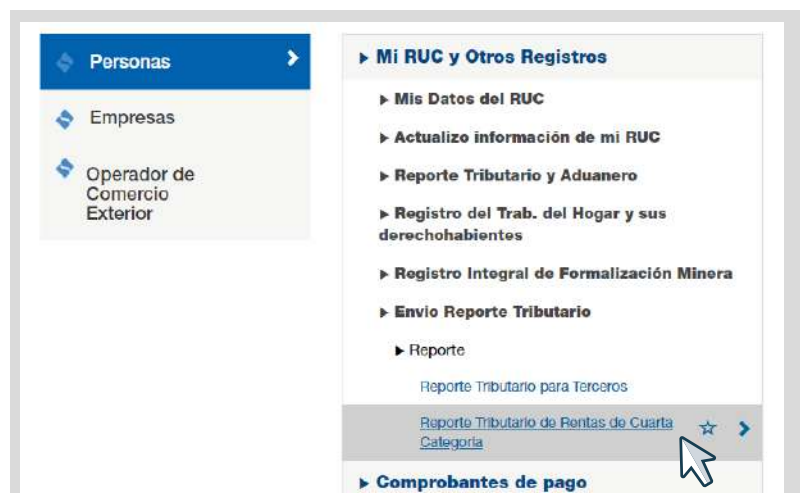 Personas
Empresas
Operador de
Comercio
Exterior
Mi RUC y Otros Registros
Mis Datos del RUC
Actualizo información de mi RUC
Reporte Tributario y Aduanero
Registro del Trab. del Hogar y sus
derechohabientes
Registro Integral de Formalización Minera
Envio Reporte Tributario
Reporte
Reporte Tributario para Terceros
Reporte Tributario de Rentas de Cuarta
Categoria
Comprobantes de pago